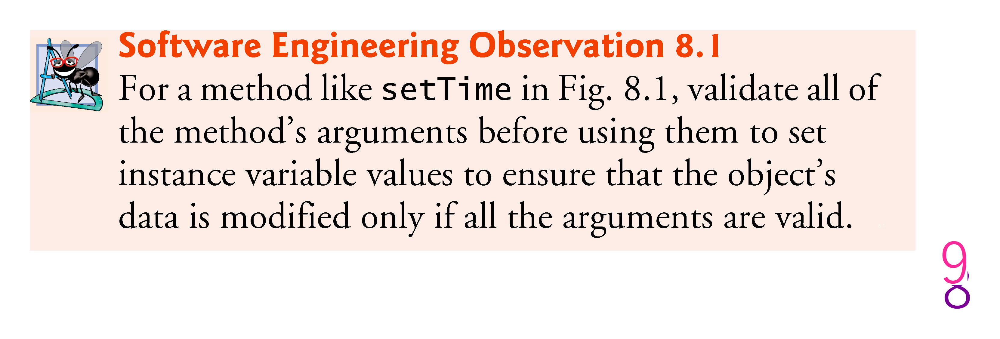 Software Engineering Observation 8.1
For a method like setTime in Fig. 8.1, validate all of
the method’s arguments before using them to set
instance variable values to ensure that the object’s
data is modified only if all the arguments are valid.
9